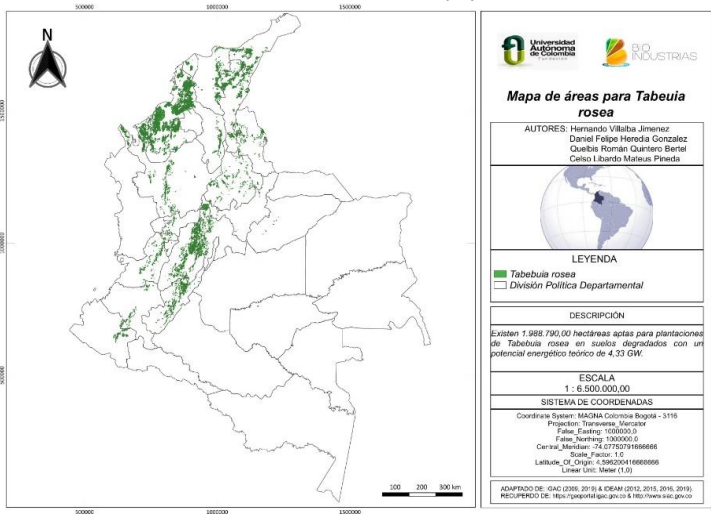 500000 1000000 1500000
N
1500000
1000000
500000
100 200 300 km
500000 1000000 1500000
Universidad
Autónoma
de Colombia
Fundación
BIO
INDUSTRIAS
Mapa de áreas para Tabeuia
rosea
AUTORES: Hernando Villalba Jimenez
Daniel Felipe Heredia Gonzalez
Quelbis Román Quintero Bertel
Celso Libardo Mateus Pineda
LEYENDA
Tabebuia rosea
División Política Departamental
DESCRIPCIÓN
Existen 1.988.790,00 hectáreas aptas para plantaciones
de Tabebuia rosea en suelos degradados con un
potencial energético teórico de 4,33 GW.
ESCALA
1 : 6.500.000,00
SISTEMA DE COORDENADAS
Coordinate System: MAGNA Colombia Bogotá - 3116
Projection: Transverse_Mercator
False_Easting: 1000000,0
False_Northing: 1000000,0
Central_Meridian: -74,07750791666666
Scale_Factor: 1,0
Latitude_Of_Origin: 4,596200416666666
Linear Unit: Meter (1,0)
ADAPTADO DE: IGAC (2009, 2019) & IDEAM (2012, 2015, 2016, 2019).
RECUPERDO DE: https://geoportal.igac.gov.co & http://www.siac.gov.co